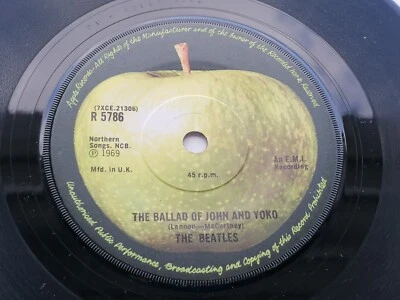 Apple Records · All Rights of the Manufacturer and of the Owner of the Recorded Work Reserved
(7XCE.21306)
R 5786
Northern
Songs, NCB.
℗ 1969
Mfd. in U.K.
45 r.p.m.
An E.M.I.
Recording
THE BALLAD OF JOHN AND YOKO
(Lennon—McCartney)
THE BEATLES
Unauthorized Public Performance, Broadcasting and Copying of this Record Prohibited